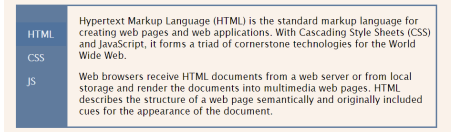 HTML
CSS
JS
Hypertext Markup Language (HTML) is the standard markup language for
creating web pages and web applications. With Cascading Style Sheets (CSS)
and JavaScript, it forms a triad of cornerstone technologies for the World
Wide Web.
Web browsers receive HTML documents from a web server or from local
storage and render the documents into multimedia web pages. HTML
describes the structure of a web page semantically and originally included
cues for the appearance of the document.